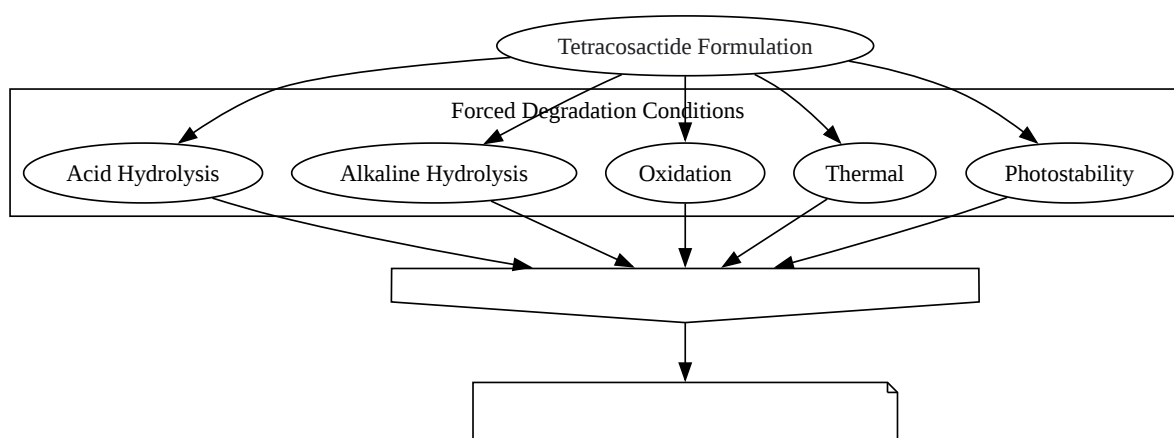 Tetracosactide Formulation
Forced Degradation Conditions
Acid Hydrolysis
Alkaline Hydrolysis
Oxidation
Thermal
Photostability